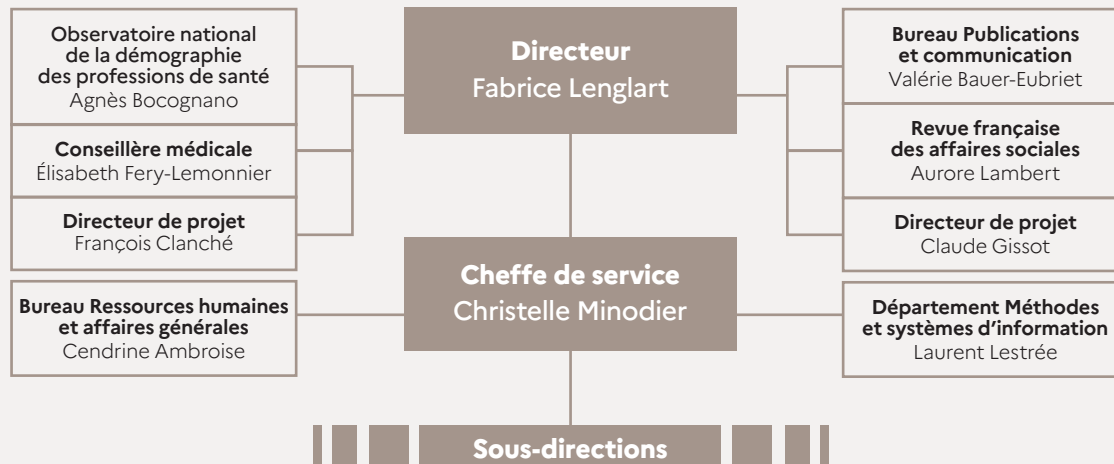 Observatoire national
de la démographie
des professions de santé
Agnès Bocognano
Conseillère médicale
Élisabeth Fery-Lemonnier
Directeur de projet
François Clanché
Bureau Ressources humaines
et affaires générales
Cendrine Ambroise
Directeur
Fabrice Lenglart
Cheffe de service
Christelle Minodier
Sous-directions
Bureau Publications
et communication
Valérie Bauer-Eubriet
Revue française
des affaires sociales
Aurore Lambert
Directeur de projet
Claude Gissot
Département Méthodes
et systèmes d’information
Laurent Lestrée